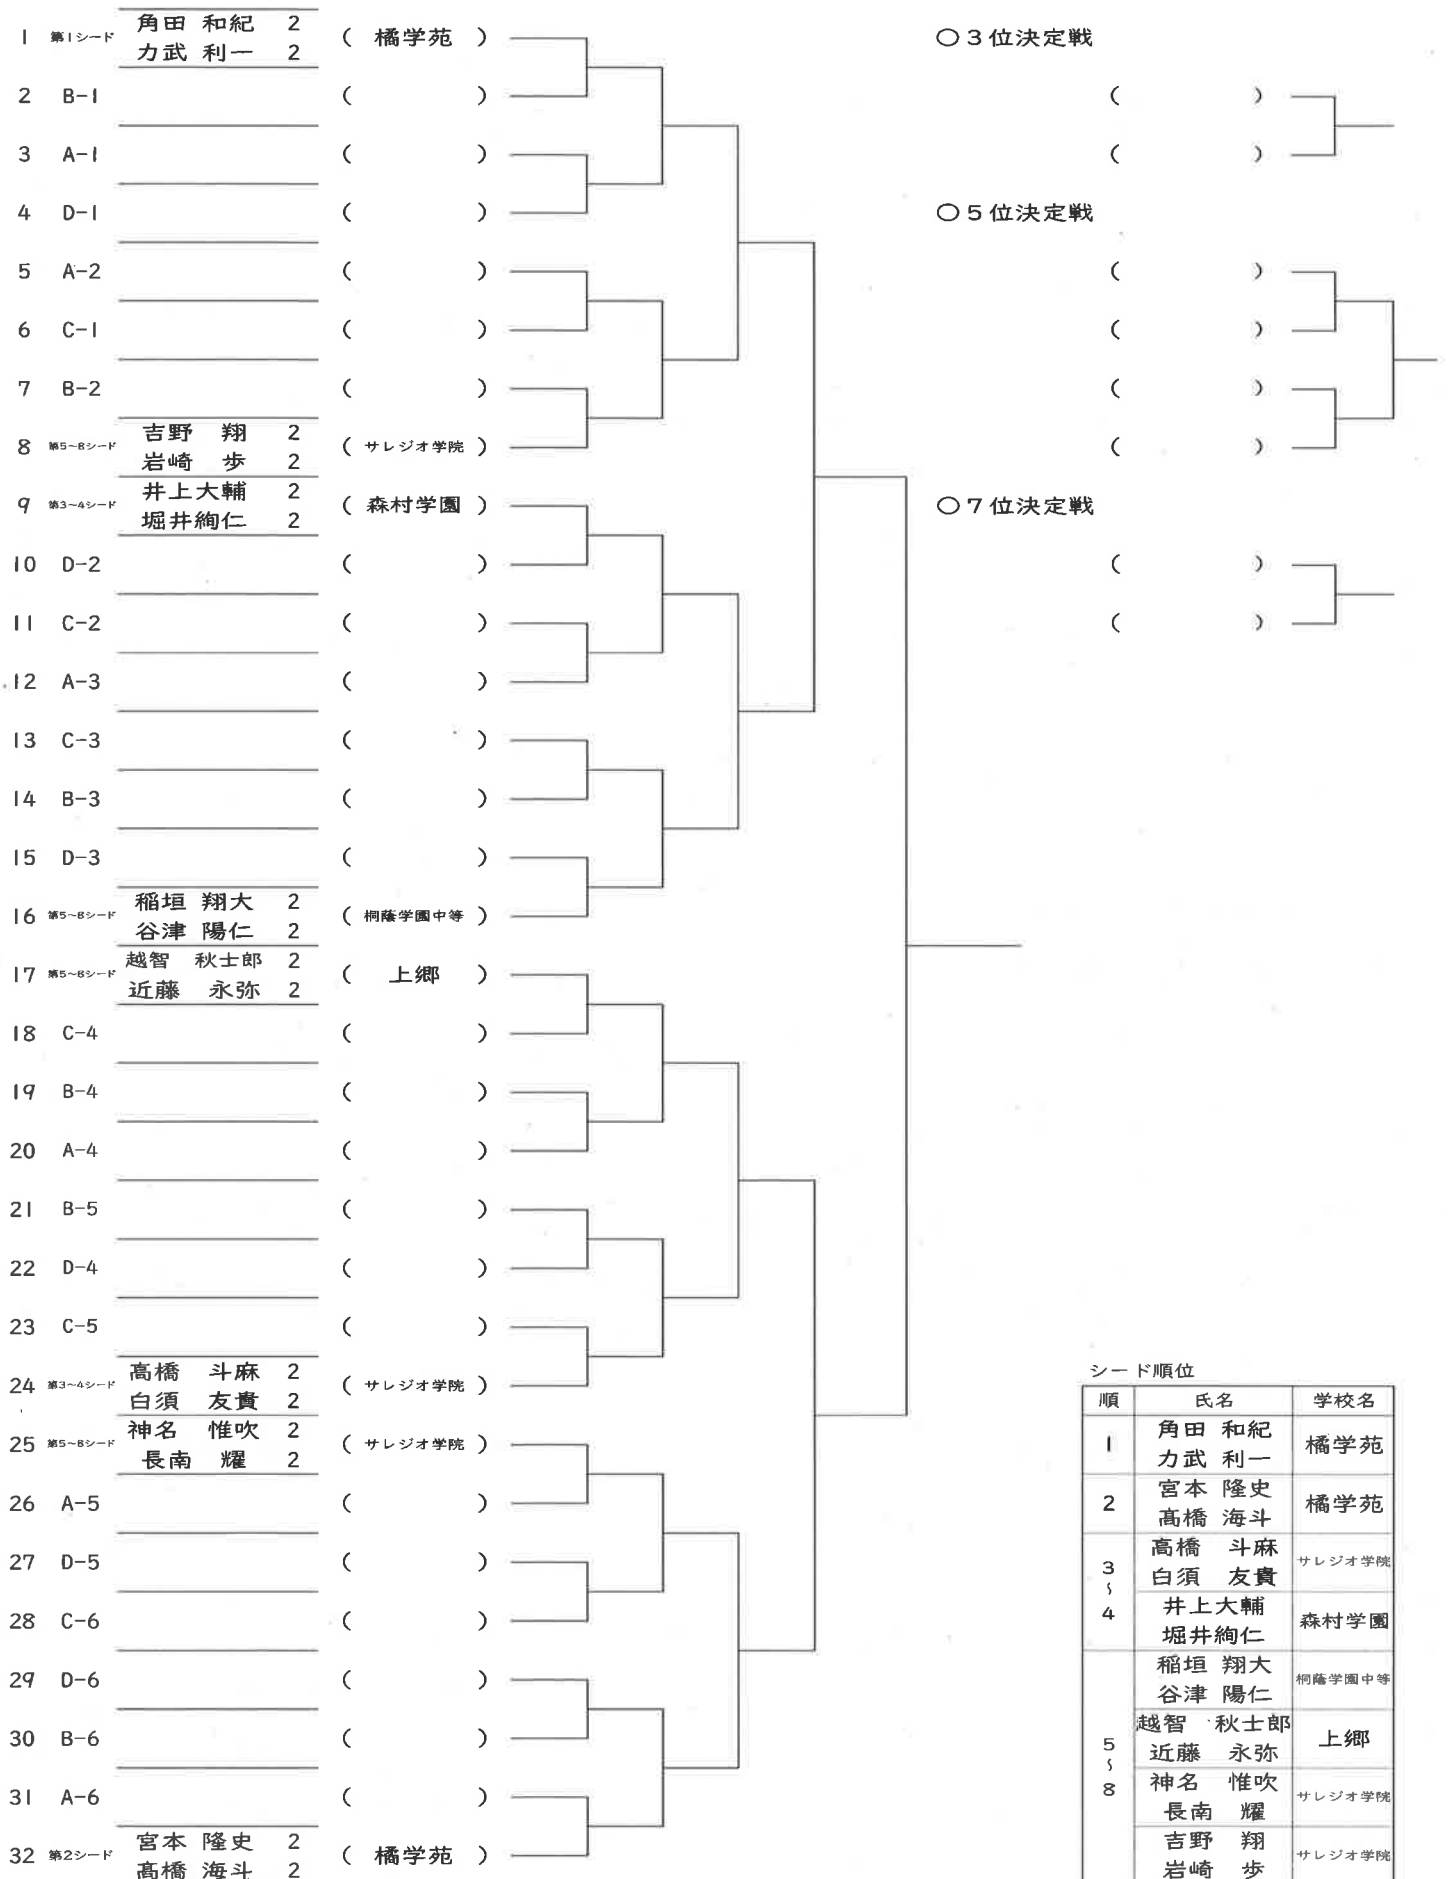 1 第1シード 角田 和紀 2
力武 利一 2
( 橘学苑 )
2 B-1 ( )
3 A-1 ( )
4 D-1 ( )
5 A-2 ( )
6 C-1 ( )
7 B-2 ( )
8 第5~8シード 吉野 翔 2
岩崎 歩 2
( サレジオ学院 )
9 第3~4シード 井上大輔 2
堀井絢仁 2
( 森村学園 )
10 D-2 ( )
11 C-2 ( )
12 A-3 ( )
13 C-3 ( )
14 B-3 ( )
15 D-3 ( )
16 第5~8シード 稲垣 翔大 2
谷津 陽仁 2
( 桐蔭学園中等 )
17 第5~8シード 越智 秋士郎 2
近藤 永弥 2
( 上郷 )
18 C-4 ( )
19 B-4 ( )
20 A-4 ( )
21 B-5 ( )
22 D-4 ( )
23 C-5 ( )
24 第3~4シード 高橋 斗麻 2
白須 友貴 2
( サレジオ学院 )
25 第5~8シード 神名 惟吹 2
長南 耀 2
( サレジオ学院 )
26 A-5 ( )
27 D-5 ( )
28 C-6 ( )
29 D-6 ( )
30 B-6 ( )
31 A-6 ( )
32 第2シード 宮本 隆史 2
髙橋 海斗 2
( 橘学苑 )
○3位決定戦
( )
( )
○5位決定戦
( )
( )
( )
( )
○7位決定戦
( )
( )
シード順位
順 氏名 学校名
1 角田 和紀
力武 利一
橘学苑
2 宮本 隆史
髙橋 海斗
橘学苑
3~4 高橋 斗麻
白須 友貴
サレジオ学院
井上大輔
堀井絢仁
森村学園
5~8 稲垣 翔大
谷津 陽仁
桐蔭学園中等
越智 秋士郎
近藤 永弥
上郷
神名 惟吹
長南 耀
サレジオ学院
吉野 翔
岩崎 歩
サレジオ学院